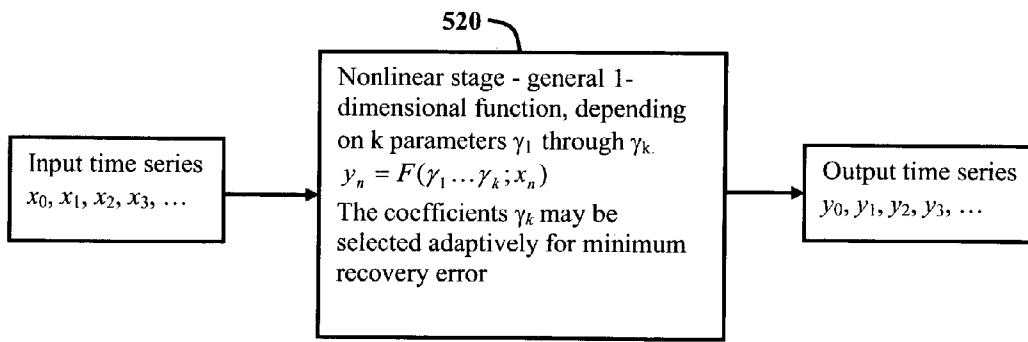 520
Nonlinear stage - general 1-
dimensional function, depending
on k parameters γ₁ through γₖ.
yₙ = F(γ₁…γₖ;xₙ)
The coefficients γₖ may be
selected adaptively for minimum
recovery error
Input time series
x₀, x₁, x₂, x₃, …
Output time series
y₀, y₁, y₂, y₃, …